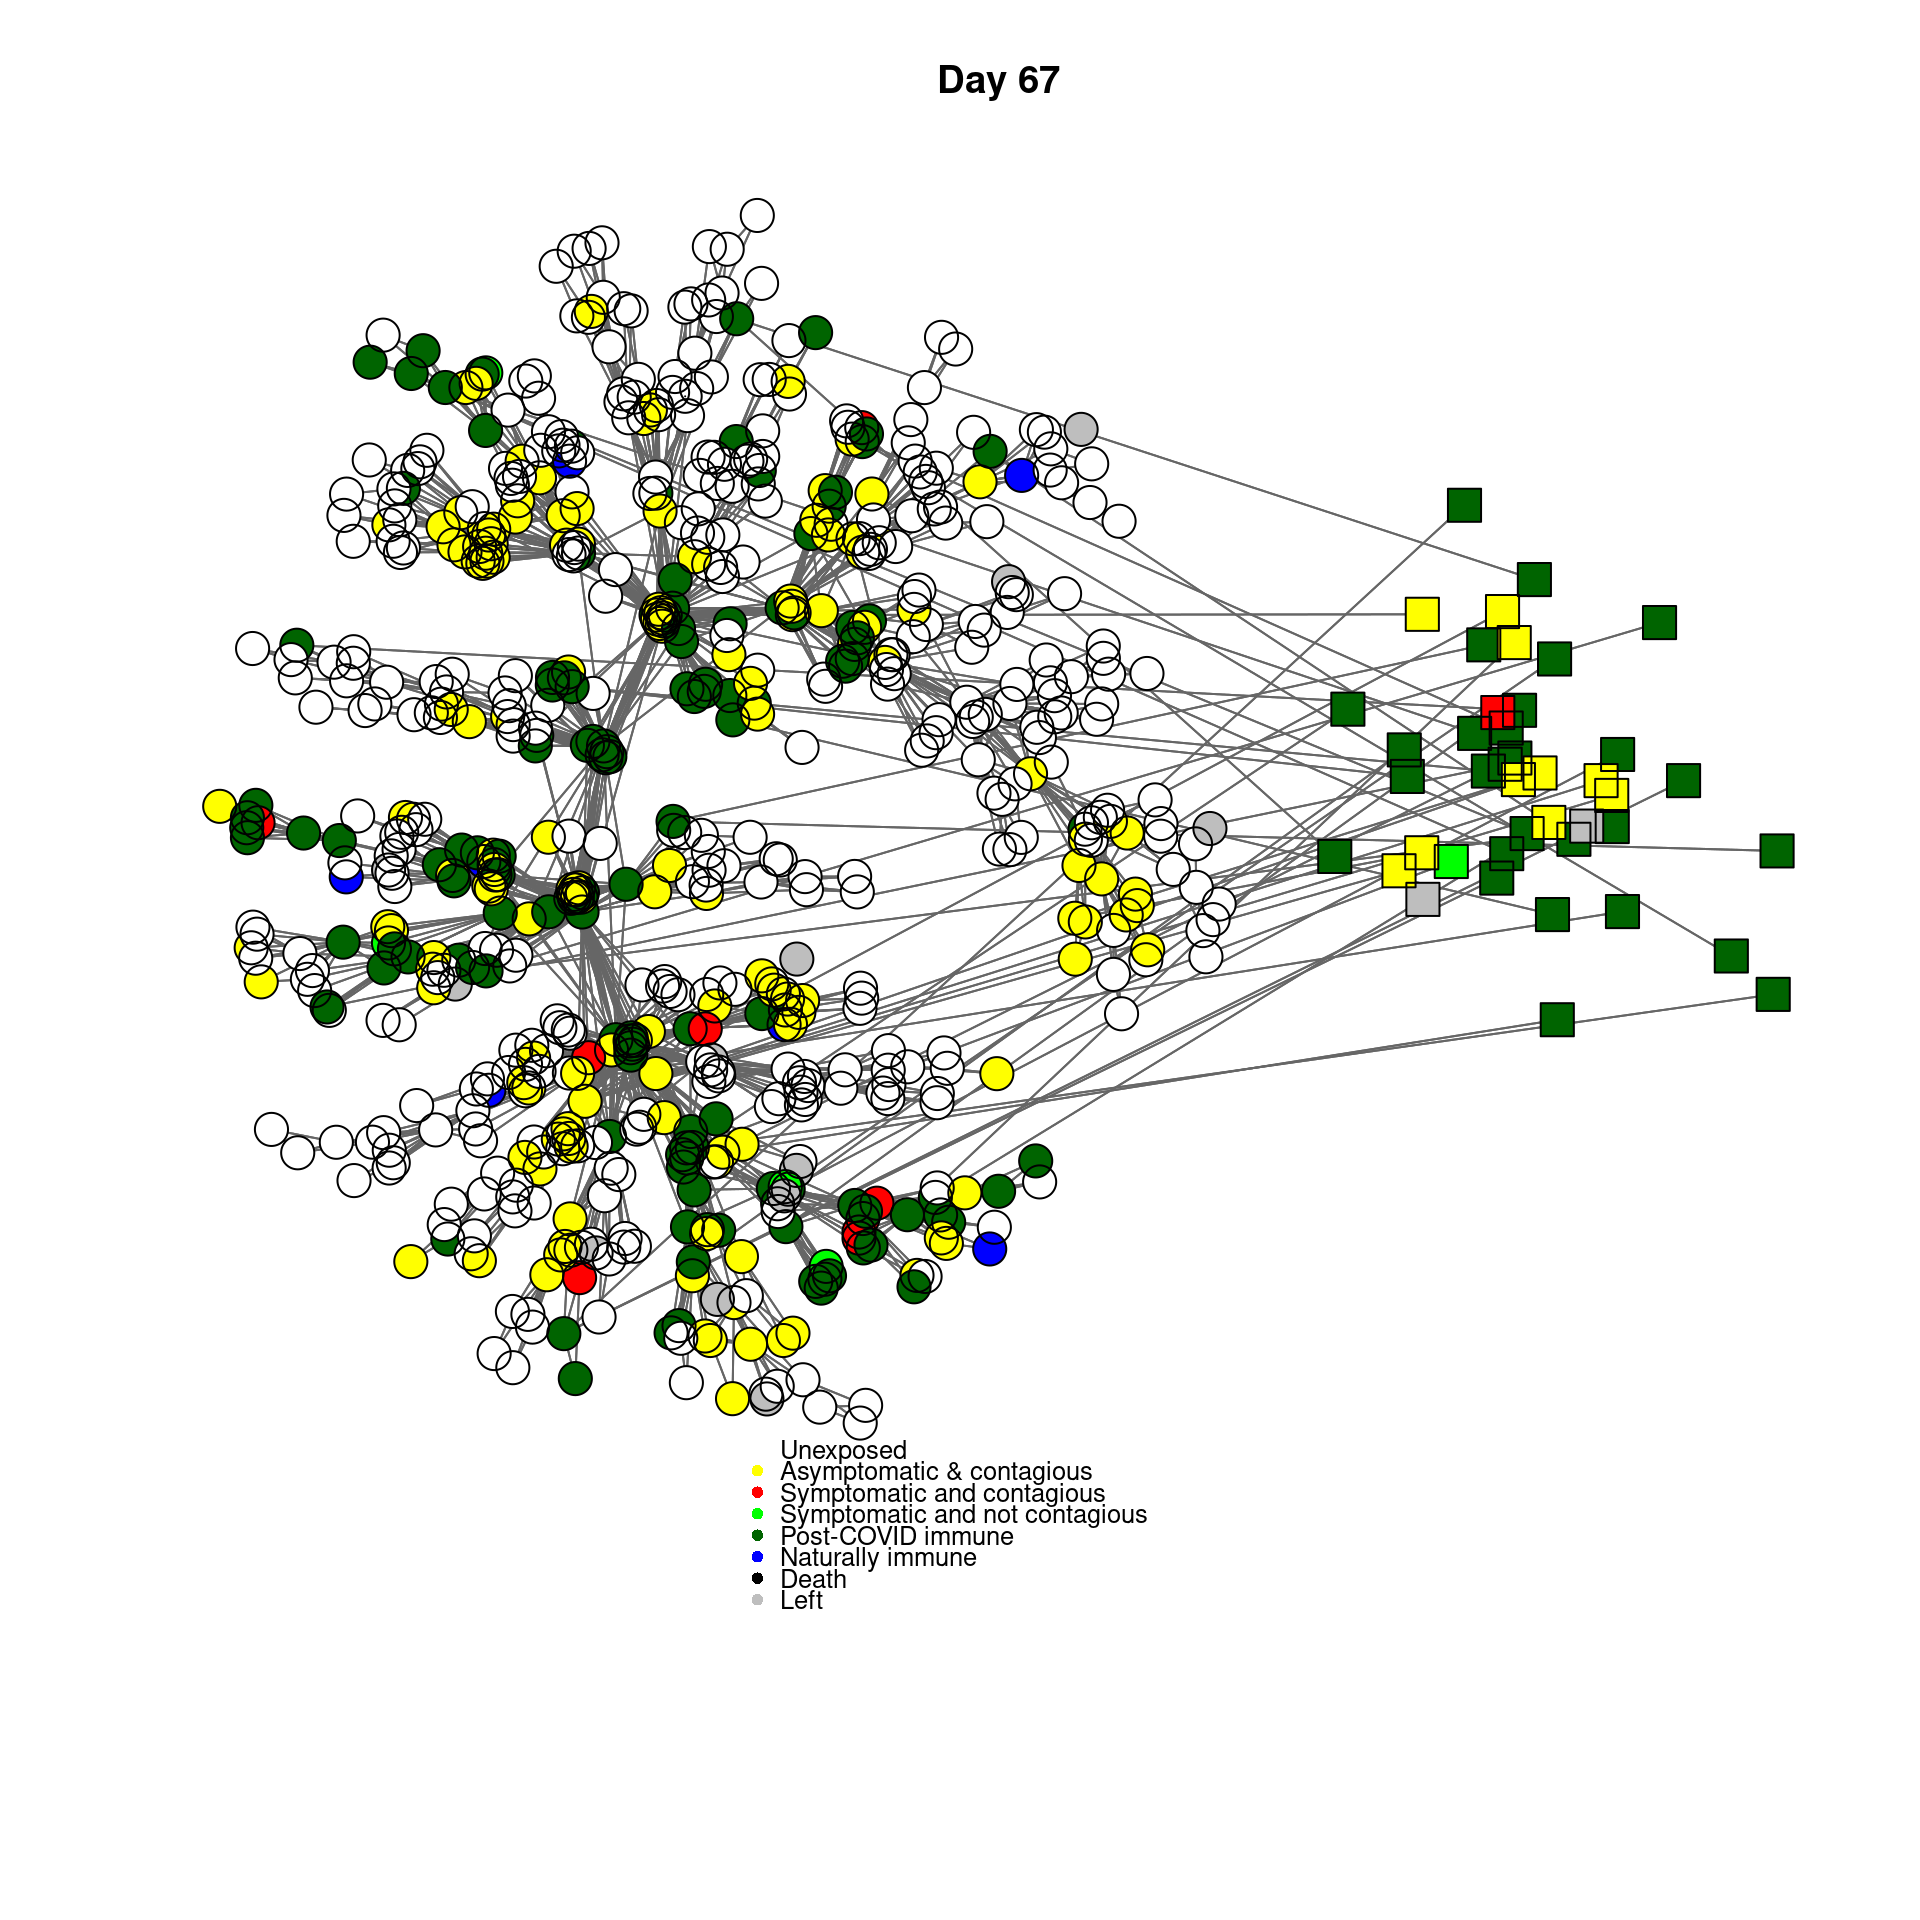 Day 67
Unexposed
Asymptomatic & contagious
Symptomatic and contagious
Symptomatic and not contagious
Post-COVID immune
Naturally immune
Death
Left